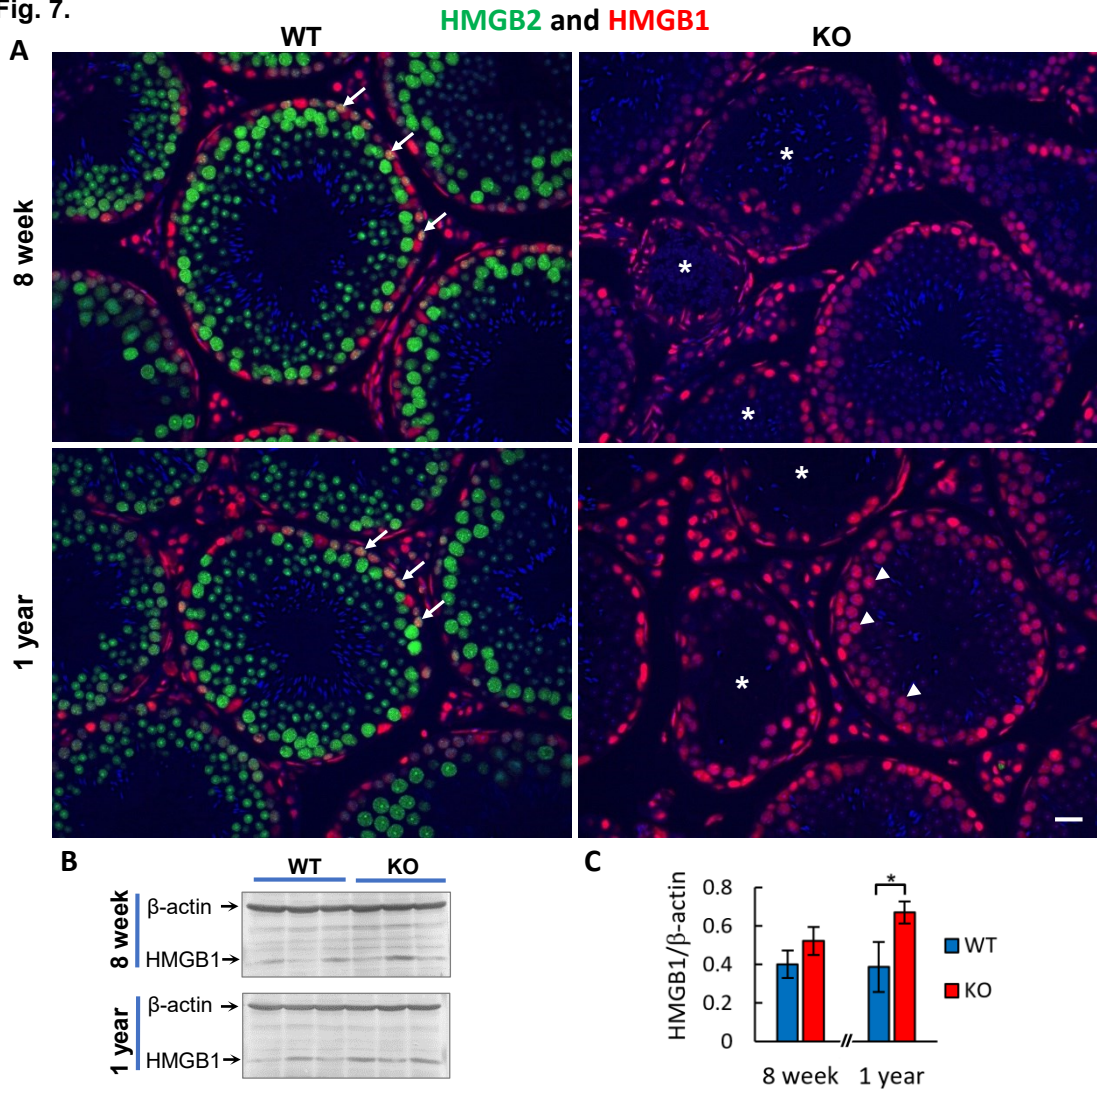 Fig. 7.
HMGB2 and HMGB1
WT
KO
A
8 week
*
*
*
1 year
*
*
B
WT
KO
8 week
β-actin
HMGB1
1 year
β-actin
HMGB1
C
HMGB1/β-actin
0.8
0.6
0.4
0.2
0
*
WT
KO
8 week
1 year